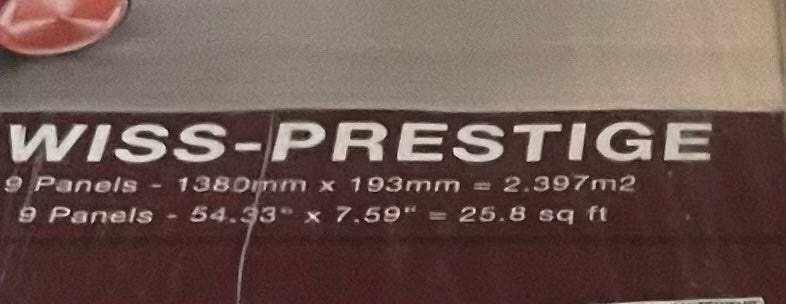 WISS-PRESTIGE
9 Panels - 1380mm x 193mm = 2.397m2
9 Panels - 54.33" x 7.59" = 25.8 sq ft